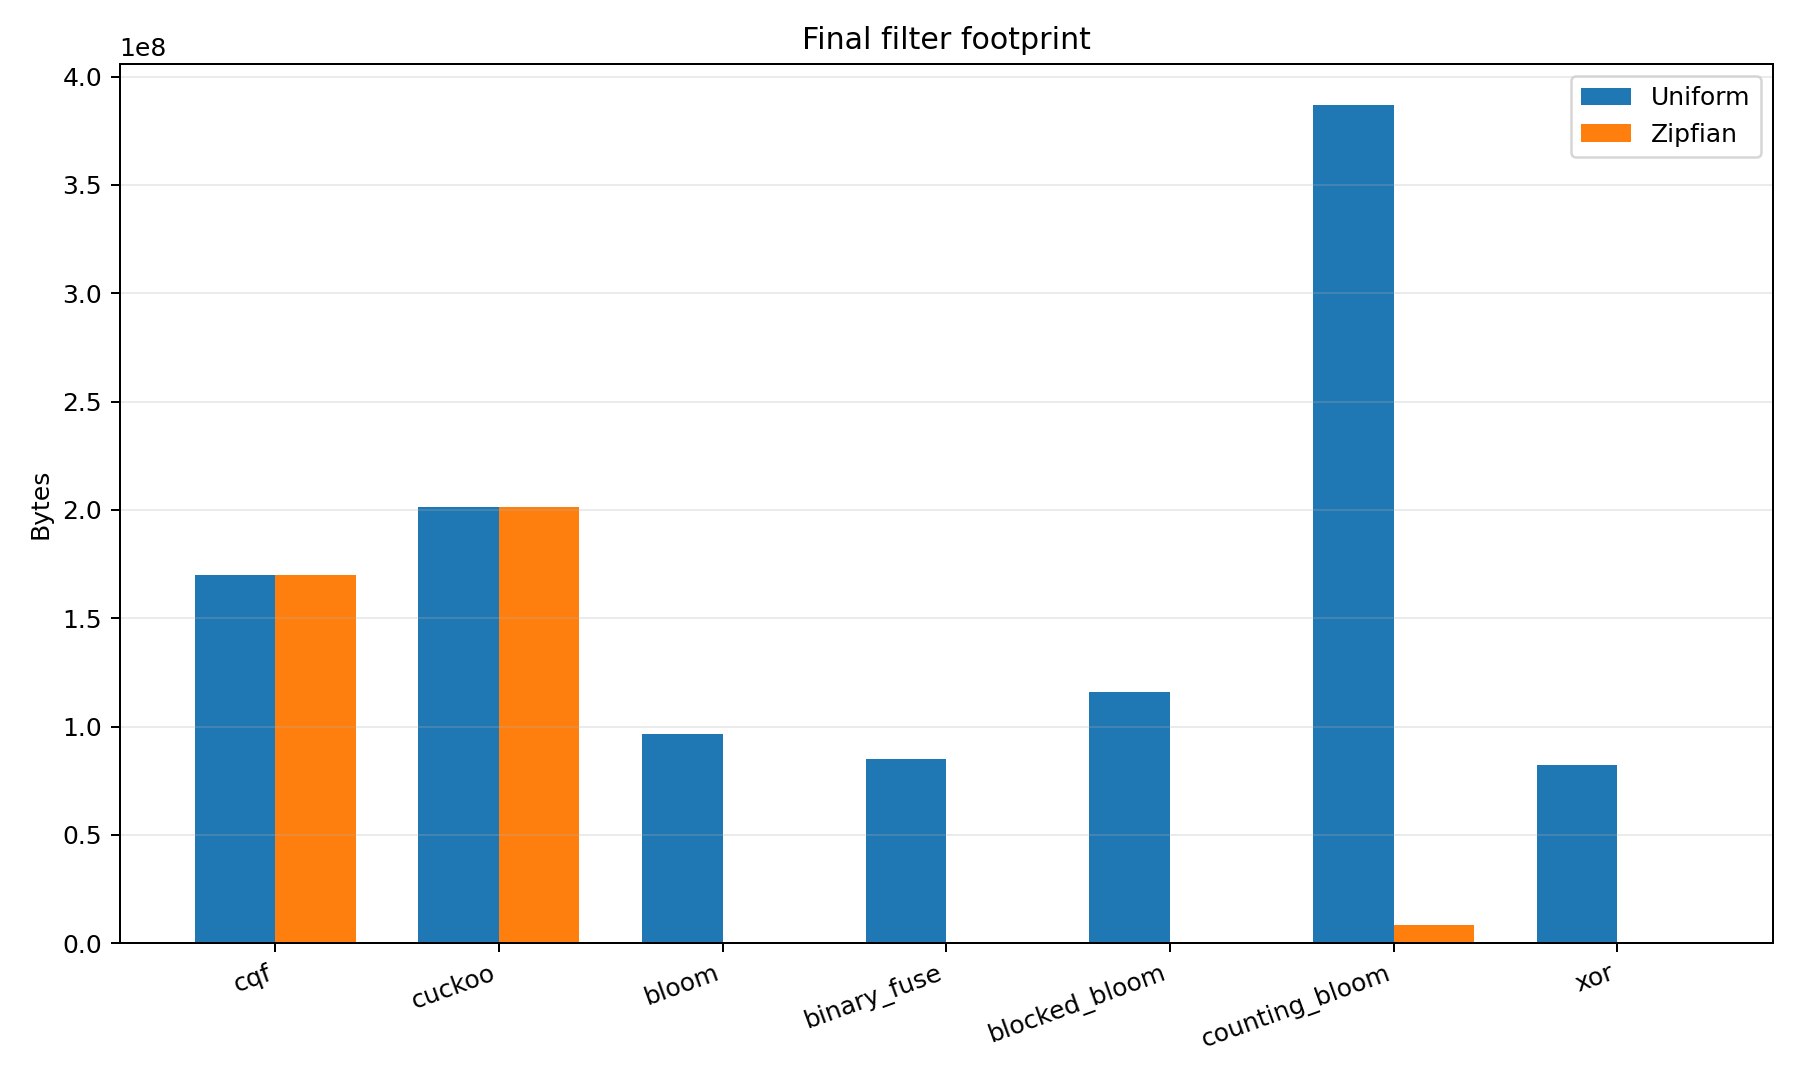 Final filter footprint
1e8
4.0
3.5
3.0
2.5
2.0
1.5
1.0
0.5
0.0
Bytes
Uniform
Zipfian
cqf
cuckoo
bloom
binary_fuse
blocked_bloom
counting_bloom
xor